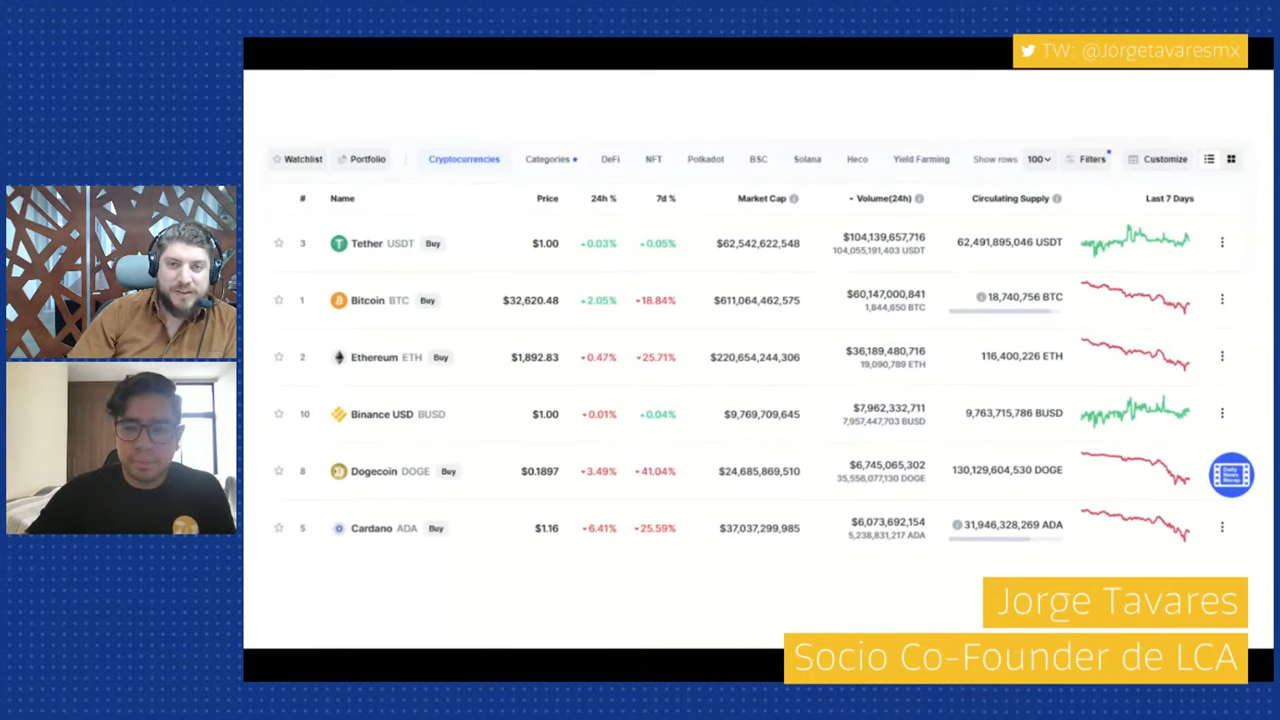 TW: @Jorgetavaresmx
Watchlist Portfolio Cryptocurrencies Categories DeFi NFT Polkadot BSC Solana Heco Yield Farming Show rows 100 Filters Customize
# Name Price 24h % 7d % Market Cap Volume(24h) Circulating Supply Last 7 Days
3 Tether USDT Buy $1.00 0.03% 0.05% $62,542,622,548 $104,139,657,716 62,491,895,046 USDT
104,055,191,403 USDT
1 Bitcoin BTC Buy $32,620.48 2.05% 18.84% $611,064,462,575 $60,147,000,841 18,740,756 BTC
1,844,650 BTC
2 Ethereum ETH Buy $1,892.83 0.47% 25.71% $220,654,244,306 $36,189,480,716 116,400,226 ETH
19,090,789 ETH
10 Binance USD BUSD $1.00 0.01% 0.04% $9,769,709,645 $7,962,332,711 9,763,715,786 BUSD
7,957,447,703 BUSD
8 Dogecoin DOGE Buy $0.1897 3.49% 41.04% $24,685,869,510 $6,745,065,302 130,129,604,530 DOGE
35,556,077,130 DOGE
Daily News Recap
5 Cardano ADA Buy $1.16 6.41% 25.59% $37,037,299,985 $6,073,692,154 31,946,328,269 ADA
5,238,831,217 ADA
Jorge Tavares
Socio Co-Founder de LCA